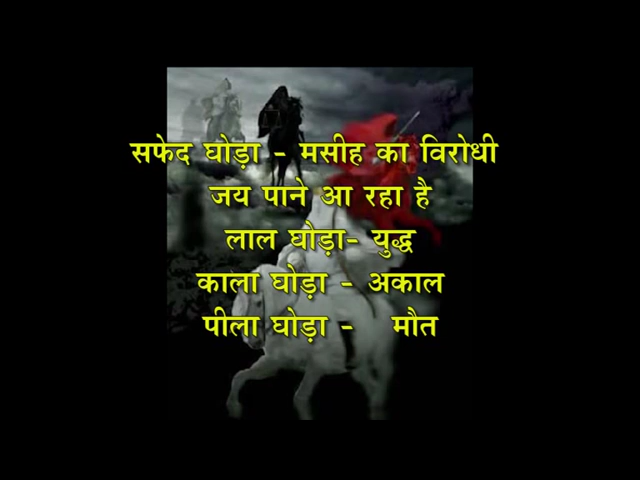 सफेद घोड़ा - मसीह का विरोधी
जय पाने आ रहा है
लाल घोड़ा- युद्ध
काला घोड़ा - अकाल
पीला घोड़ा - मौत